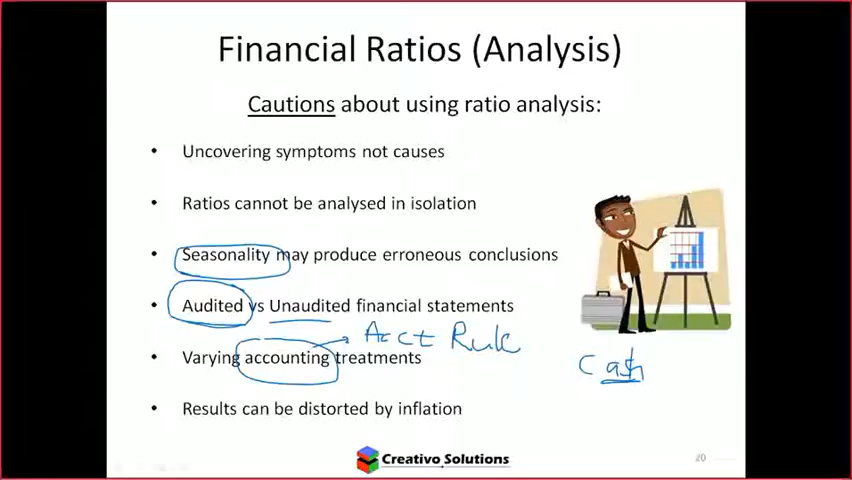 Financial Ratios (Analysis)
Cautions about using ratio analysis:
• Uncovering symptoms not causes
• Ratios cannot be analysed in isolation
• Seasonality may produce erroneous conclusions
• Audited vs Unaudited financial statements
Acct Rule
• Varying accounting treatments
Cash
• Results can be distorted by inflation
Creativo Solutions
20